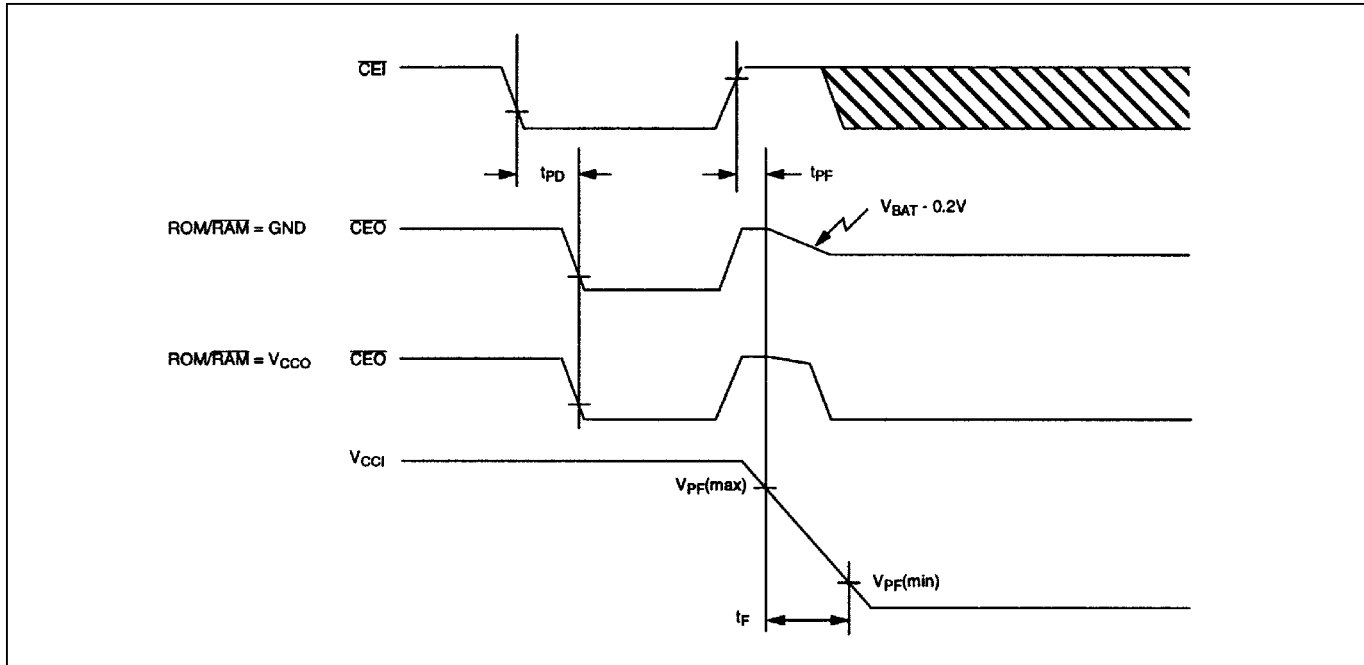 CEI
tPD
tPF
VBAT - 0.2V
ROM/RAM = GND CEO
ROM/RAM = VCCO CEO
VCCI
VPF(max)
VPF(min)
tF